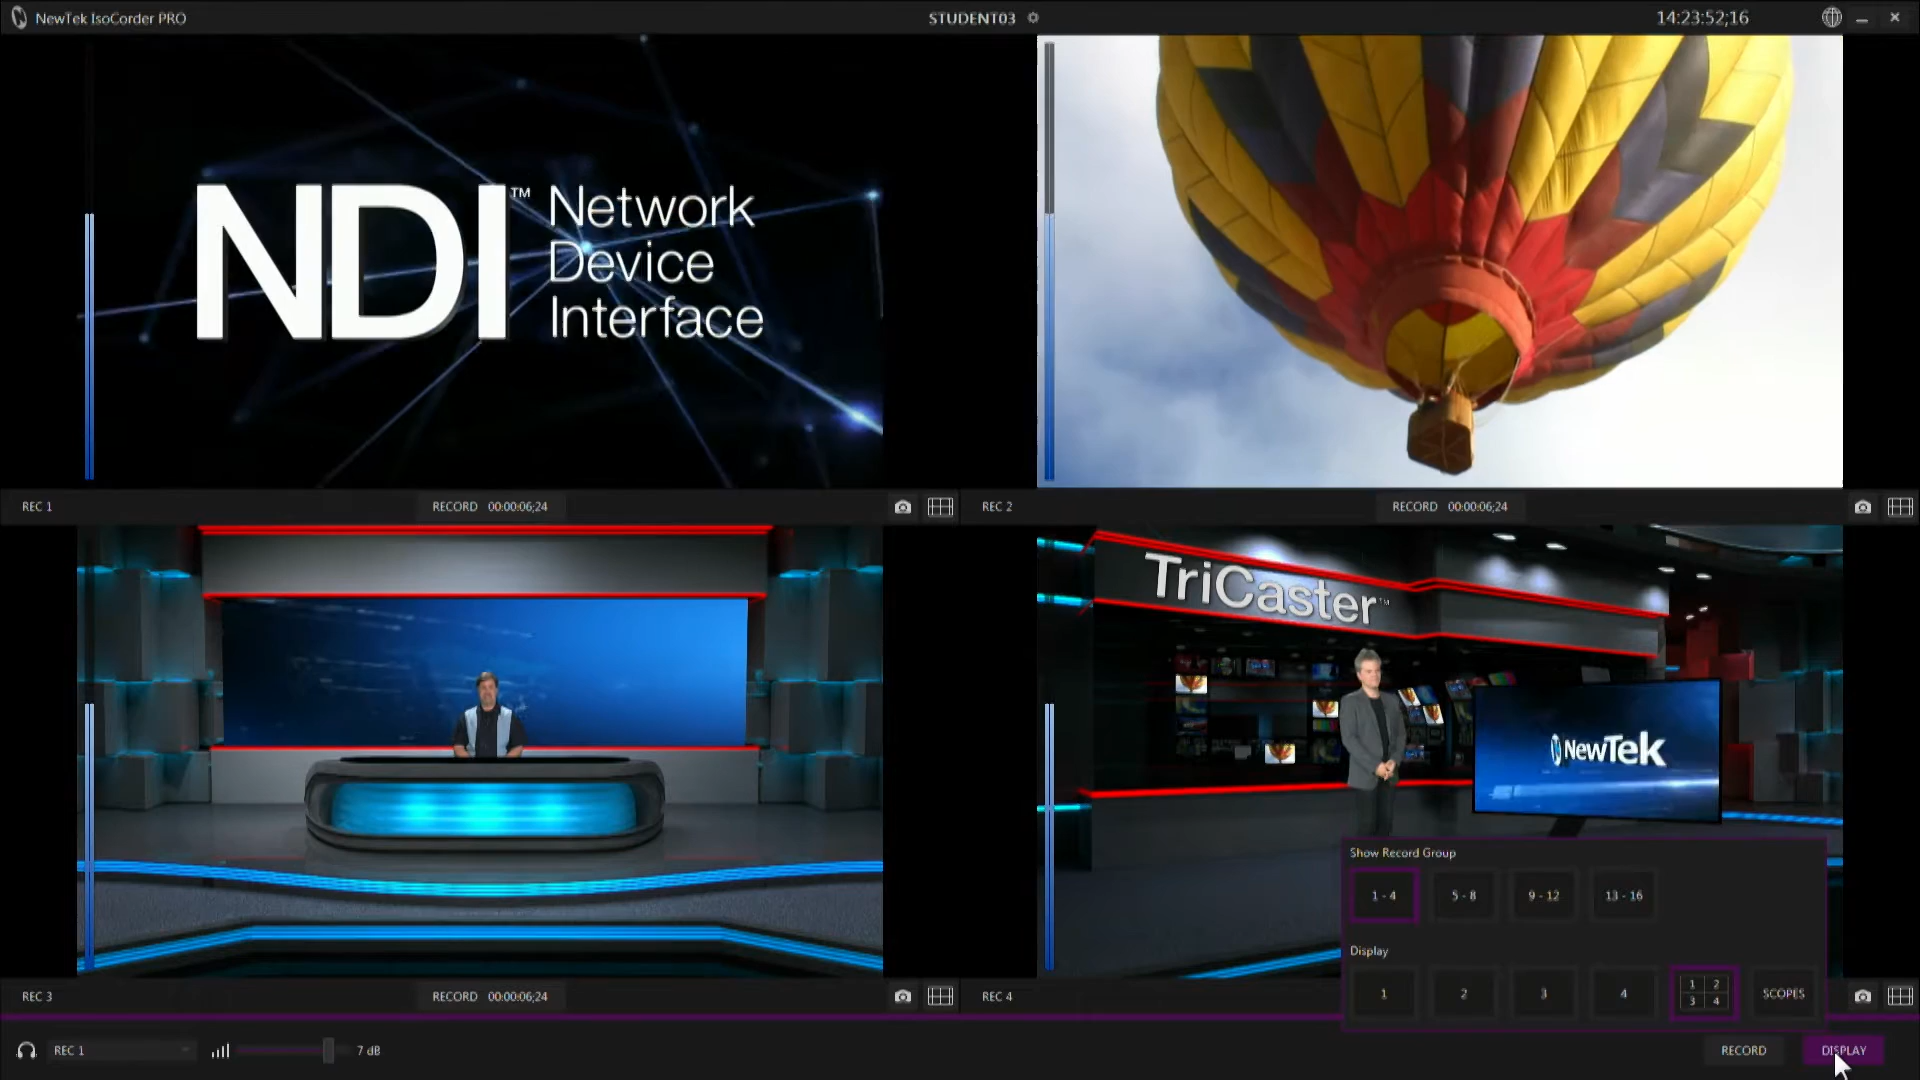 NewTek IsoCorder PRO
STUDENT03
14:23:52;16
NDI™
Network
Device
Interface
REC 1
RECORD 00:00:06;24
REC 2
RECORD 00:00:06;24
TriCaster™
NewTek
REC 3
RECORD 00:00:06;24
REC 4
Show Record Group
1 - 4
5 - 8
9 - 12
13 - 16
Display
1
2
3
4
1 2
3 4
SCOPES
REC 1
7 dB
RECORD
DISPLAY